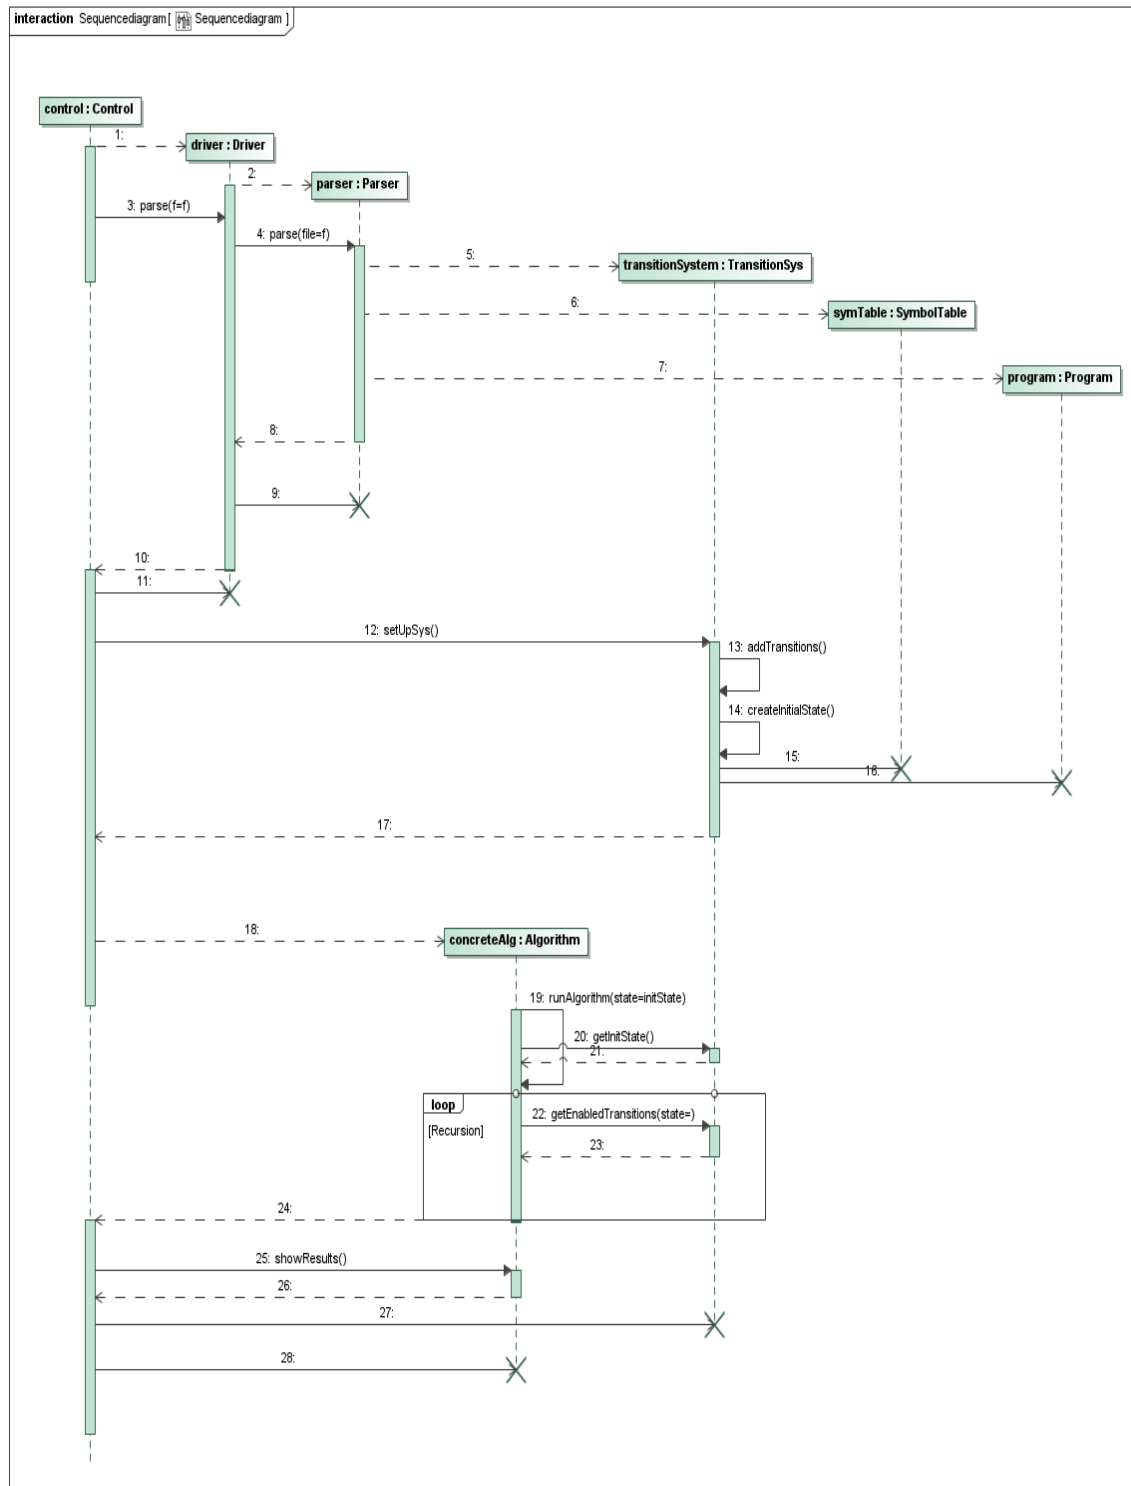 interaction Sequencediagram [ Sequencediagram ]
control : Control
1:
driver : Driver
2:
parser : Parser
3: parse(f=f)
4: parse(file=f)
5:
transitionSystem : TransitionSys
6:
symTable : SymbolTable
7:
program : Program
8:
9:
10:
11:
12: setUpSys()
13: addTransitions()
14: createInitialState()
15:
16:
17:
18:
concreteAlg : Algorithm
19: runAlgorithm(state=initState)
20: getInitState()
21:
loop
22: getEnabledTransitions(state=)
[Recursion]
23:
24:
25: showResults()
26:
27:
28: